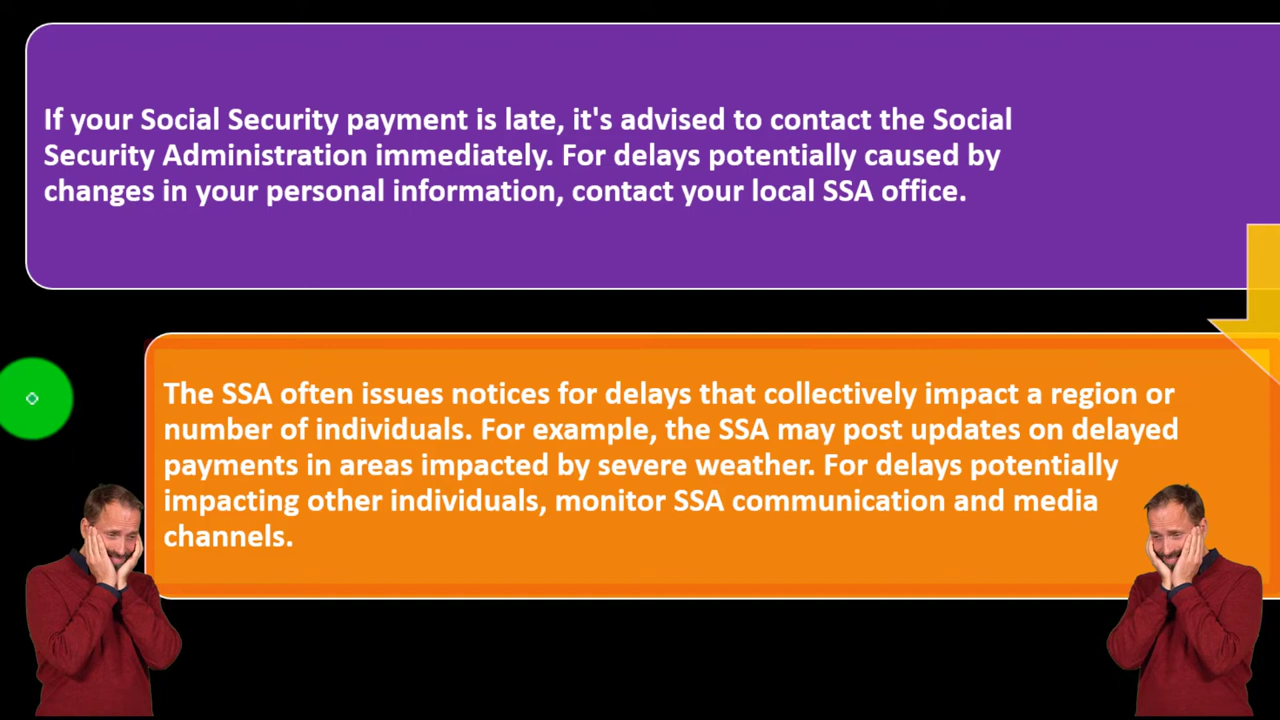 If your Social Security payment is late, it's advised to contact the Social
Security Administration immediately. For delays potentially caused by
changes in your personal information, contact your local SSA office.
The SSA often issues notices for delays that collectively impact a region or
number of individuals. For example, the SSA may post updates on delayed
payments in areas impacted by severe weather. For delays potentially
impacting other individuals, monitor SSA communication and media
channels.